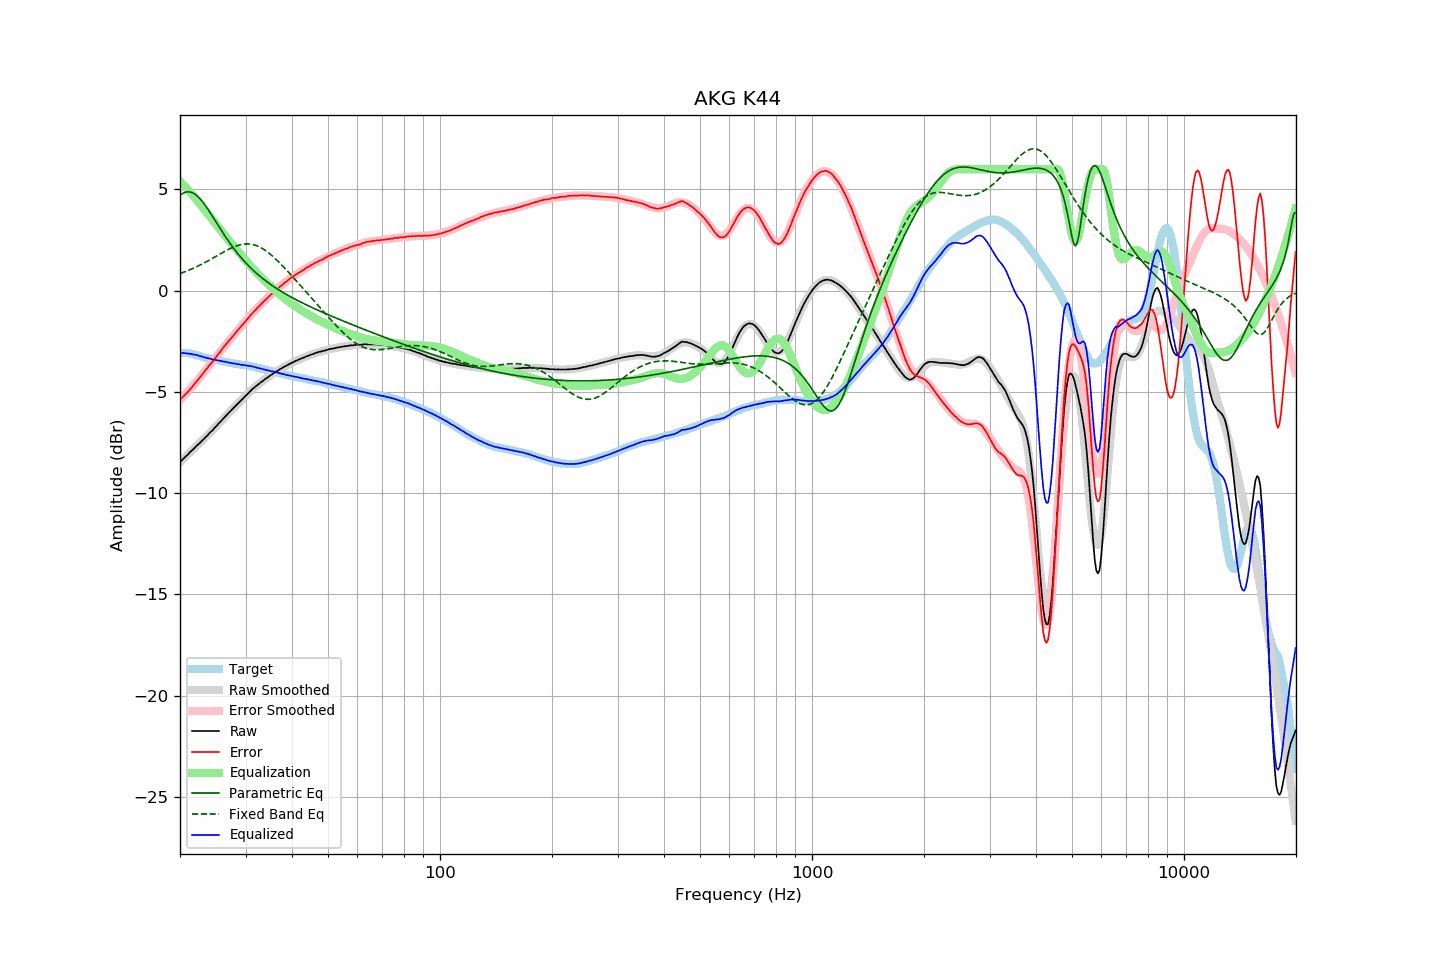 AKG K44
Amplitude (dBr)
5
0
−5
−10
−15
−20
−25
100
1000
10000
Frequency (Hz)
Target
Raw Smoothed
Error Smoothed
Raw
Error
Equalization
Parametric Eq
Fixed Band Eq
Equalized